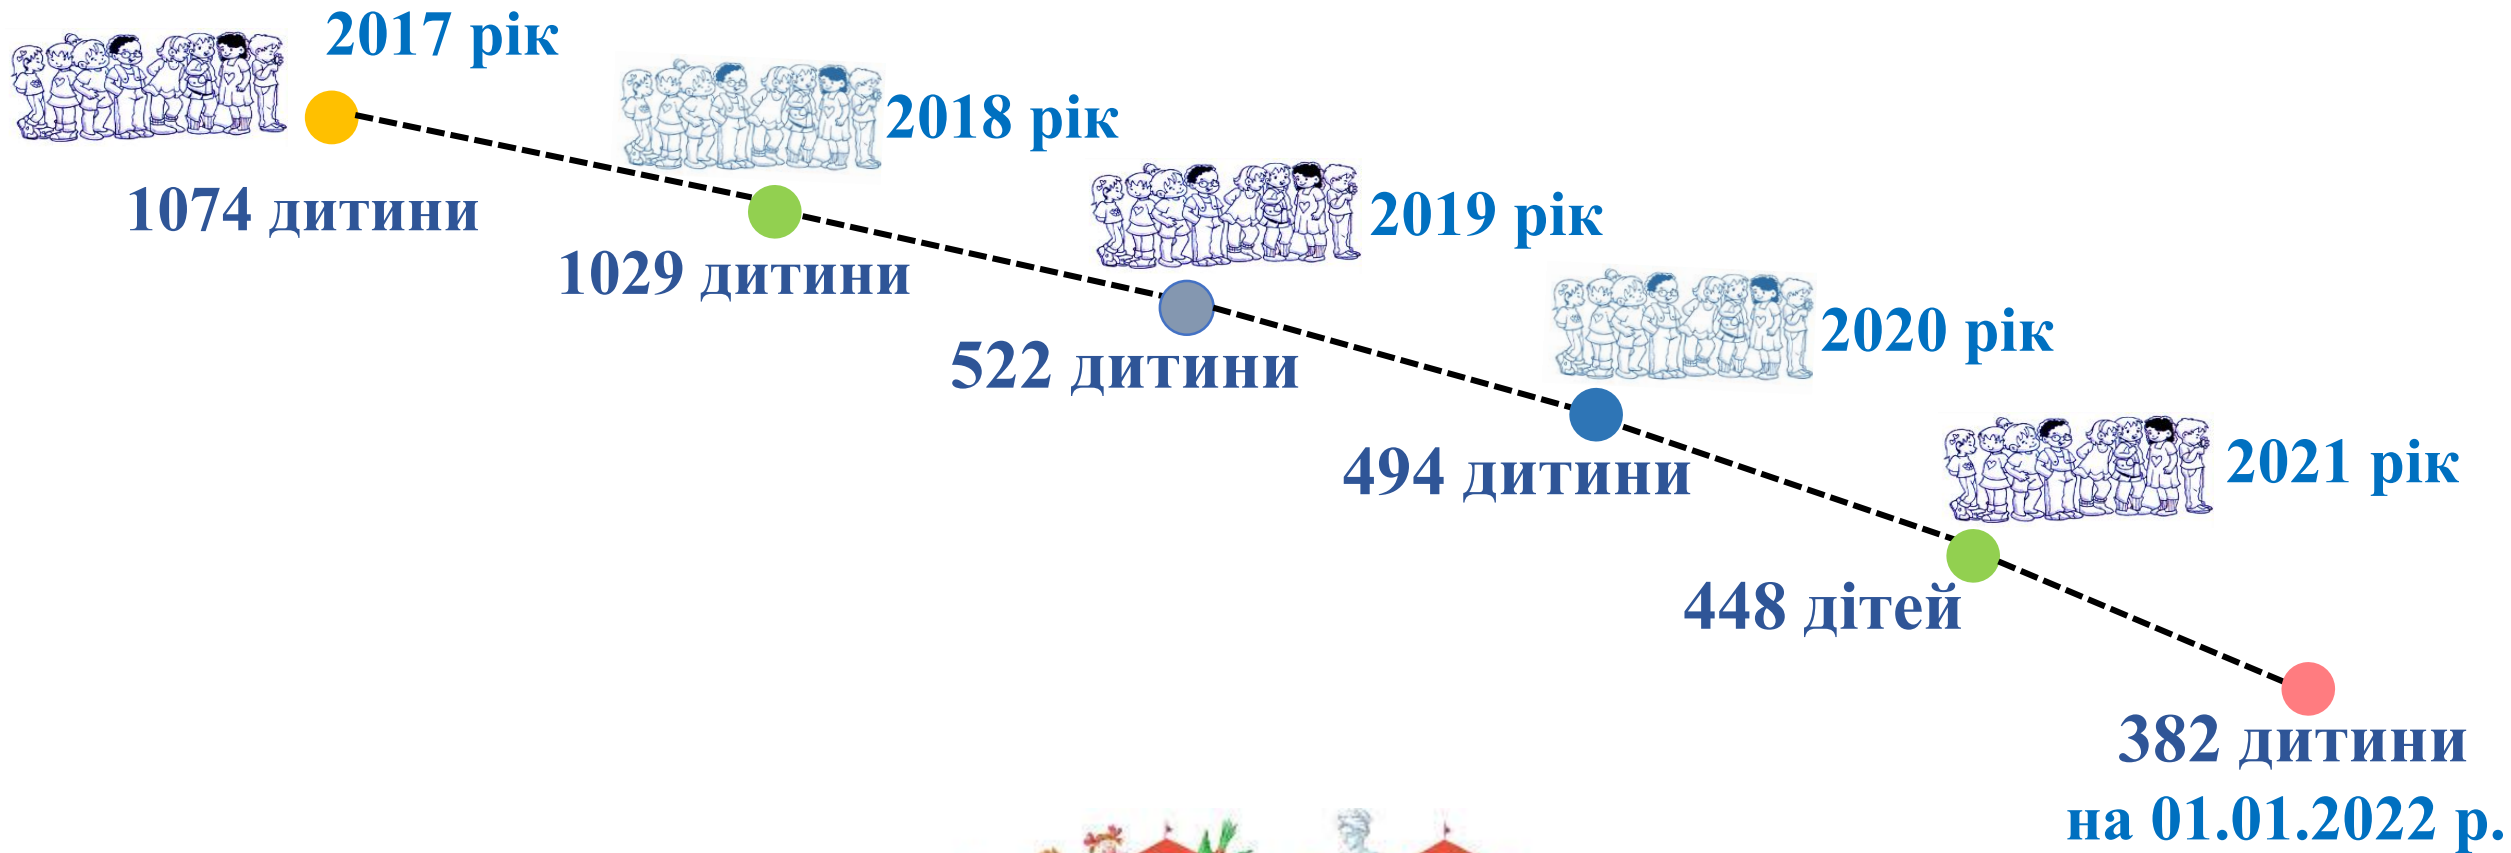 2017 рік
1074 дитини
2018 рік
1029 дитини
2019 рік
522 дитини
2020 рік
494 дитини
2021 рік
448 дітей
382 дитини
на 01.01.2022 р.